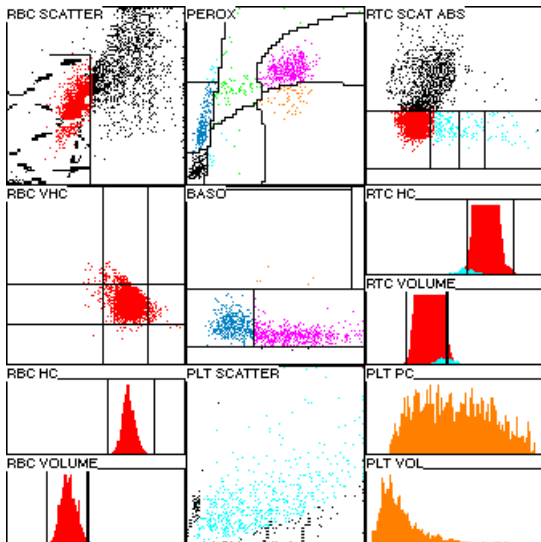 RBC SCATTER
PEROX
RTC SCAT ABS
RBC VHC
BASO
RTC HC
RTC VOLUME
RBC HC
PLT SCATTER
PLT PC
RBC VOLUME
PLT VOL